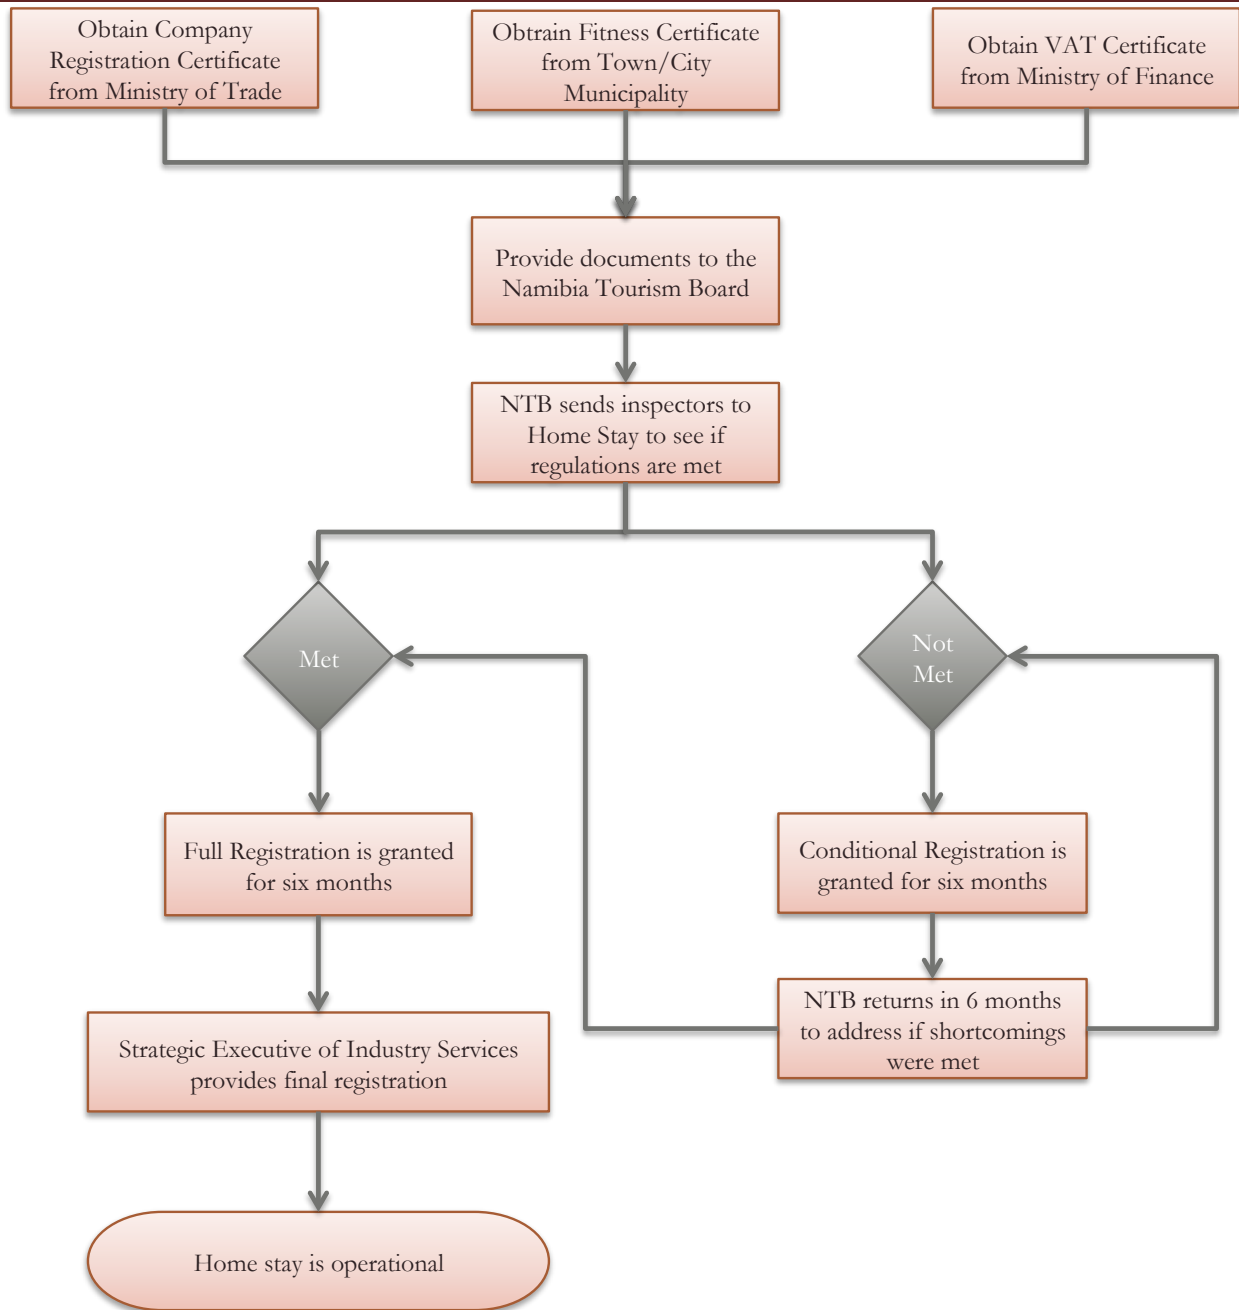 Obtain Company
Registration Certificate
from Ministry of Trade
Obtrain Fitness Certificate
from Town/City
Municipality
Obtain VAT Certificate
from Ministry of Finance
Provide documents to the
Namibia Tourism Board
NTB sends inspectors to
Home Stay to see if
regulations are met
Met
Not
Met
Full Registration is granted
for six months
Conditional Registration is
granted for six months
Strategic Executive of Industry Services
provides final registration
NTB returns in 6 months
to address if shortcomings
were met
Home stay is operational